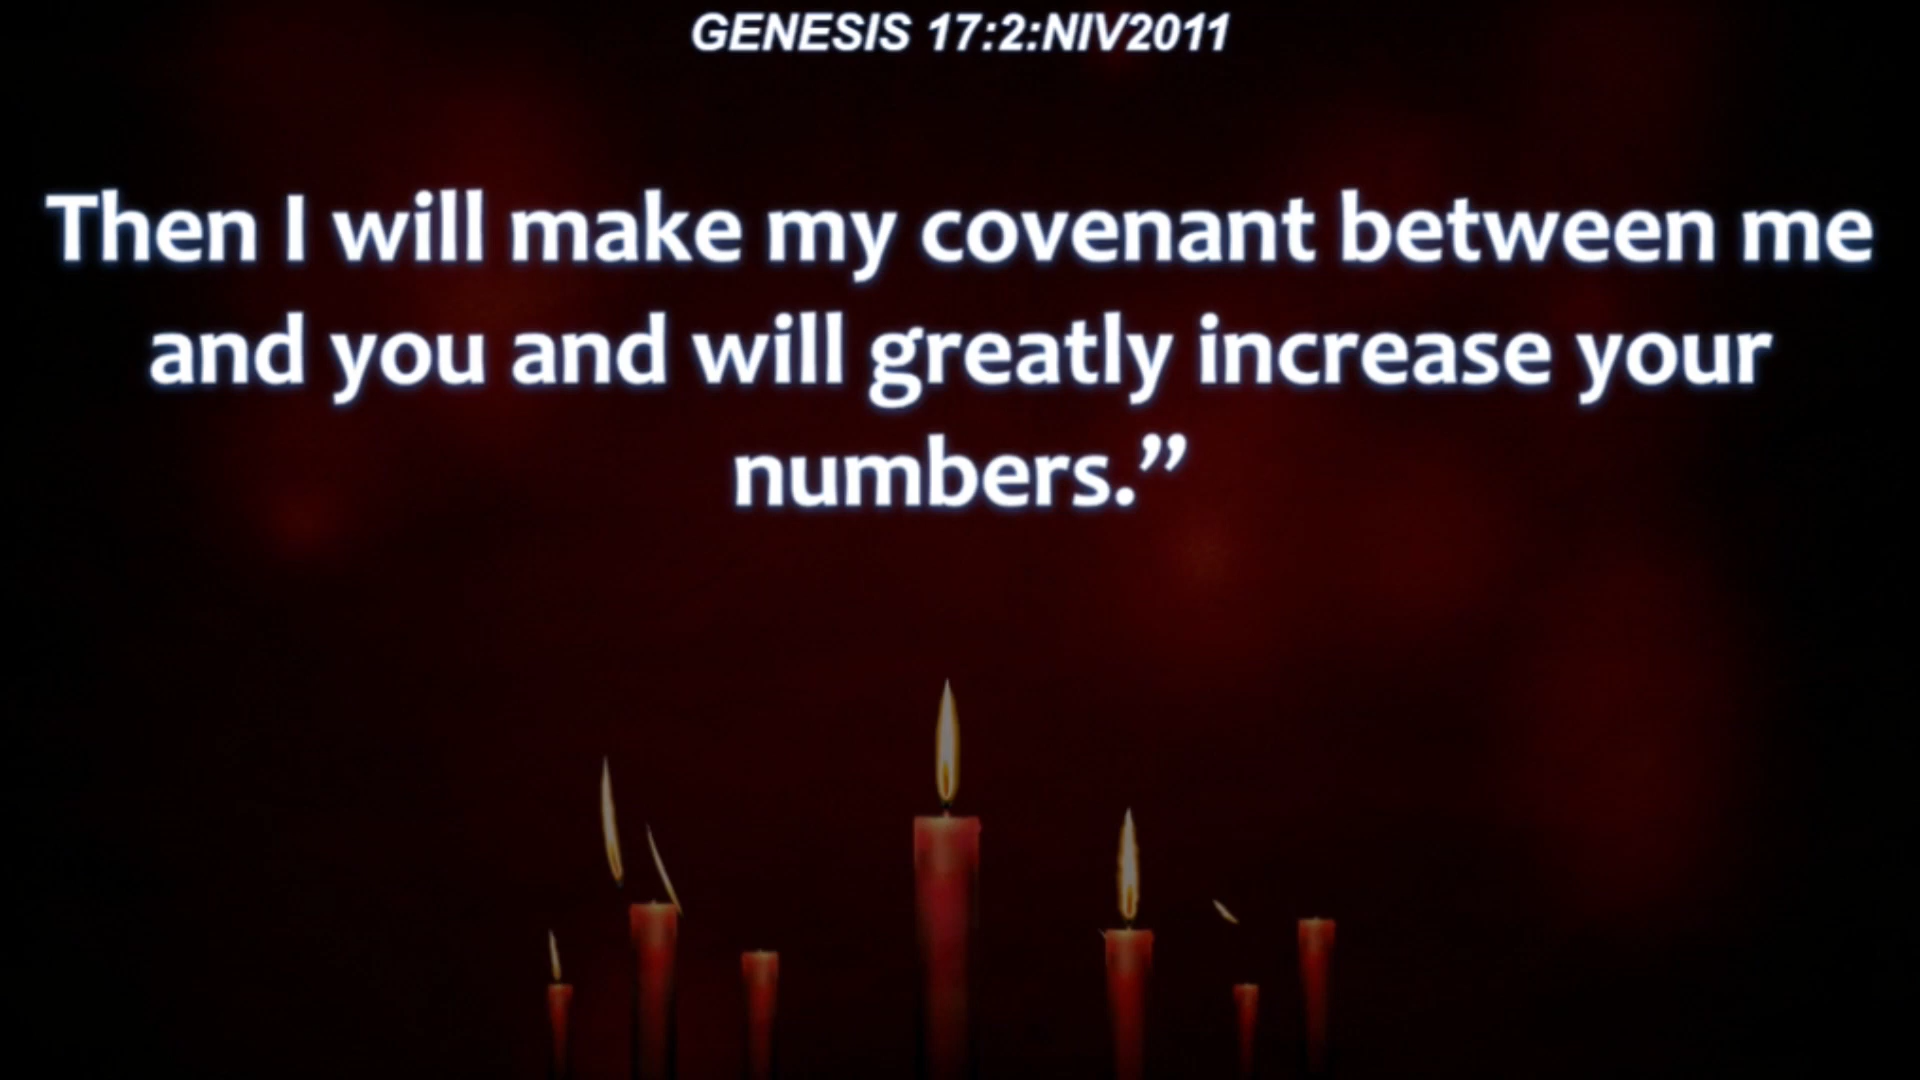 GENESIS 17:2:NIV2011
Then I will make my covenant between me
and you and will greatly increase your
numbers.”